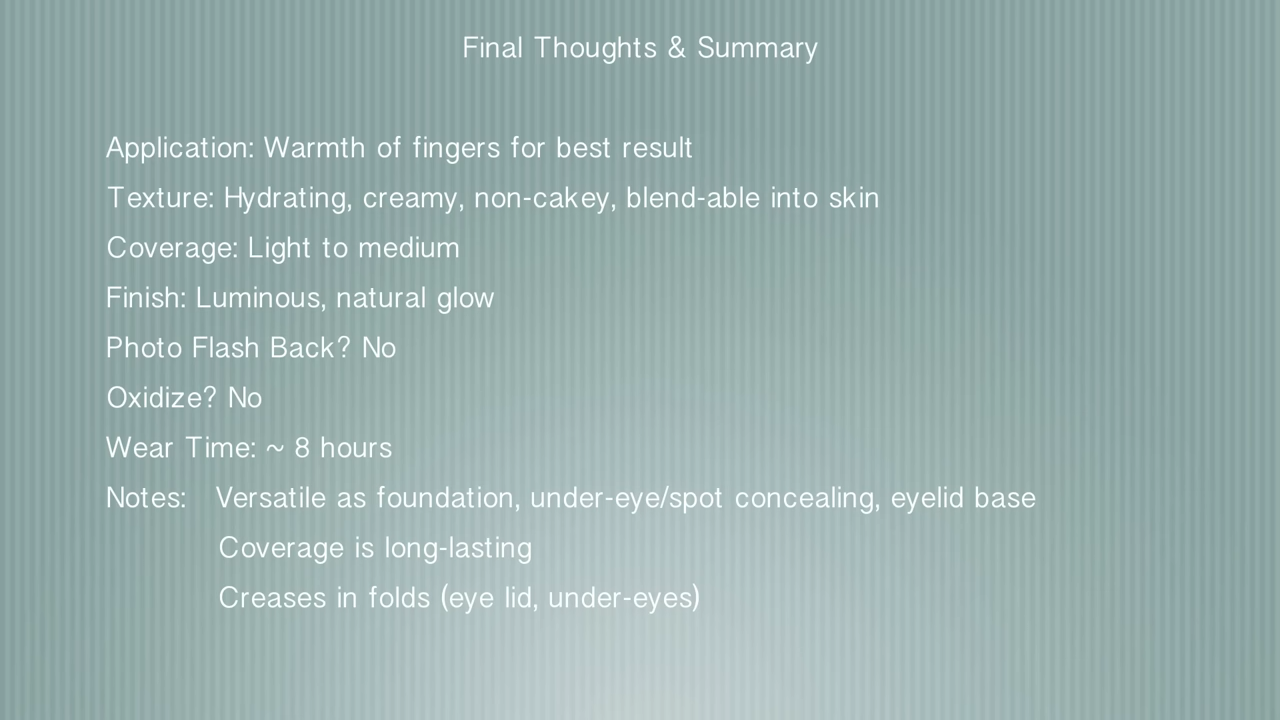 Final Thoughts & Summary
Application: Warmth of fingers for best result
Texture: Hydrating, creamy, non-cakey, blend-able into skin
Coverage: Light to medium
Finish: Luminous, natural glow
Photo Flash Back? No
Oxidize? No
Wear Time: ~ 8 hours
Notes: Versatile as foundation, under-eye/spot concealing, eyelid base
Coverage is long-lasting
Creases in folds (eye lid, under-eyes)